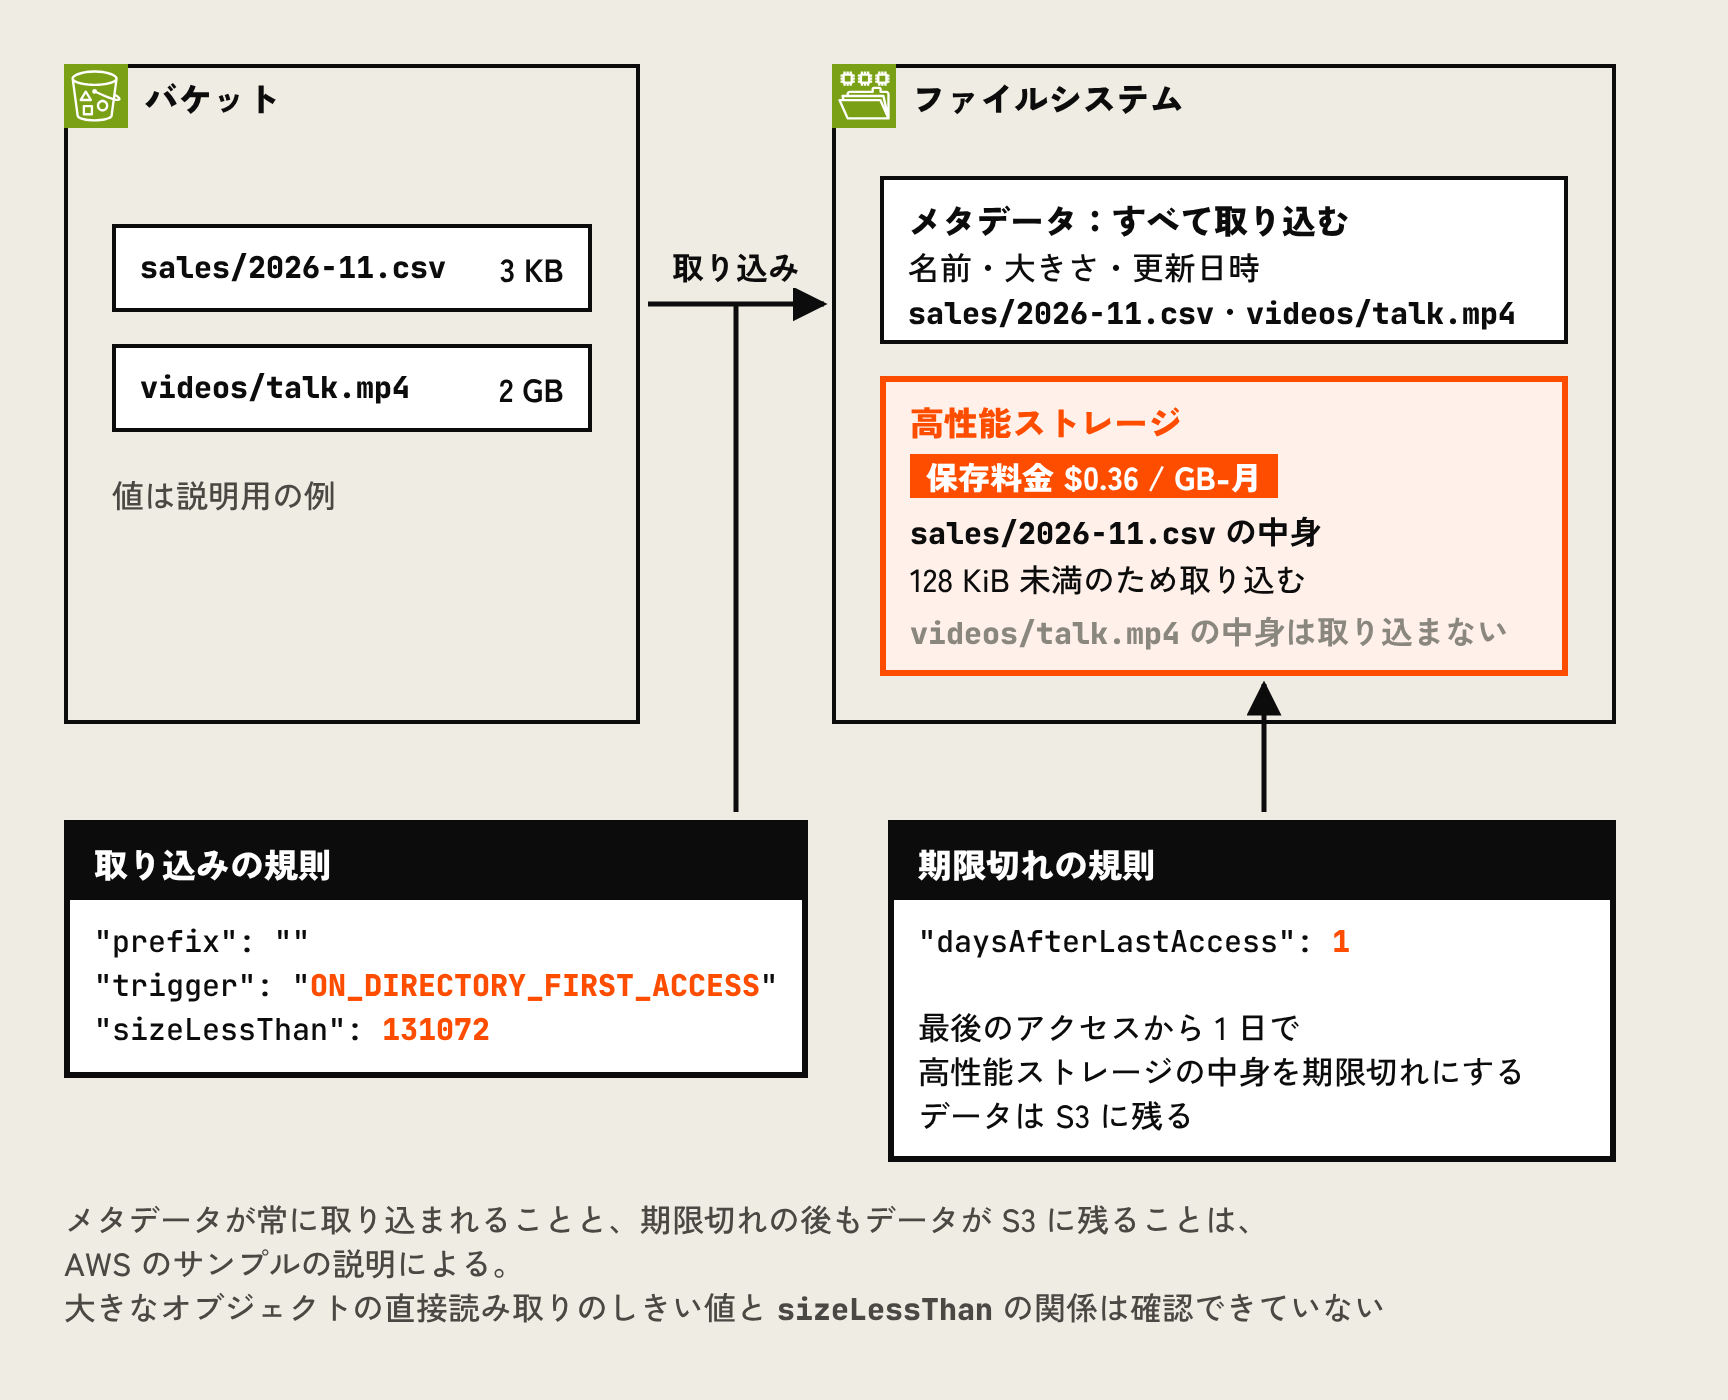 バケット
sales/2026-11.csv 3 KB
videos/talk.mp4 2 GB
値は説明用の例
取り込み
ファイルシステム
メタデータ：すべて取り込む
名前・大きさ・更新日時
sales/2026-11.csv・videos/talk.mp4
高性能ストレージ
保存料金 $0.36 / GB-月
sales/2026-11.csv の中身
128 KiB 未満のため取り込む
videos/talk.mp4 の中身は取り込まない
取り込みの規則
"prefix": ""
"trigger": "ON_DIRECTORY_FIRST_ACCESS"
"sizeLessThan": 131072
期限切れの規則
"daysAfterLastAccess": 1
最後のアクセスから 1 日で
高性能ストレージの中身を期限切れにする
データは S3 に残る
メタデータが常に取り込まれることと、期限切れの後もデータが S3 に残ることは、
AWS のサンプルの説明による。
大きなオブジェクトの直接読み取りのしきい値と sizeLessThan の関係は確認できていない